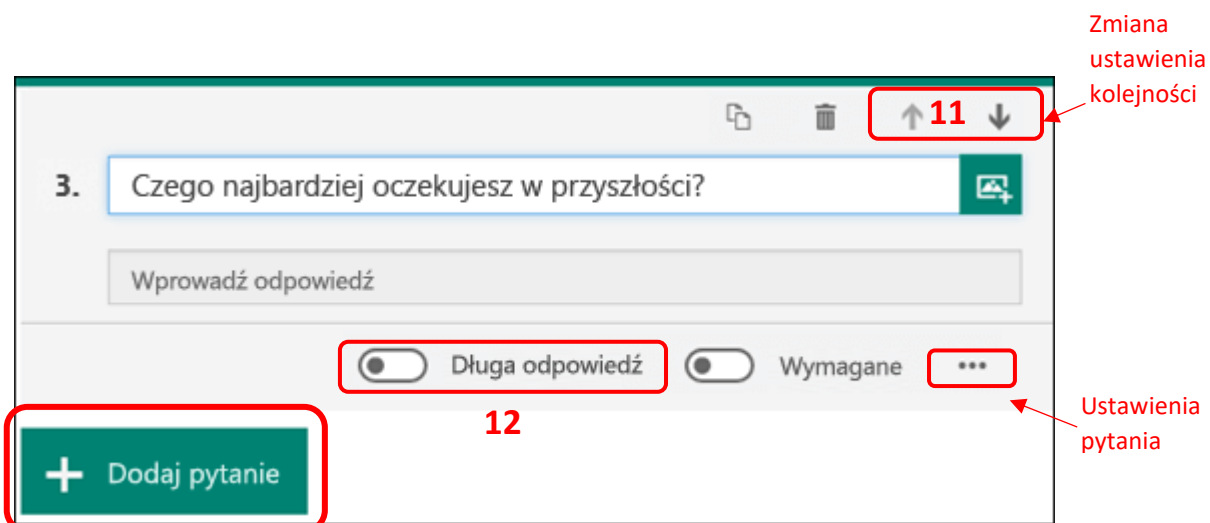 Zmiana
ustawienia
kolejności
11
3. Czego najbardziej oczekujesz w przyszłości?
Wprowadź odpowiedź
Długa odpowiedź Wymagane
12
Ustawienia
pytania
Dodaj pytanie